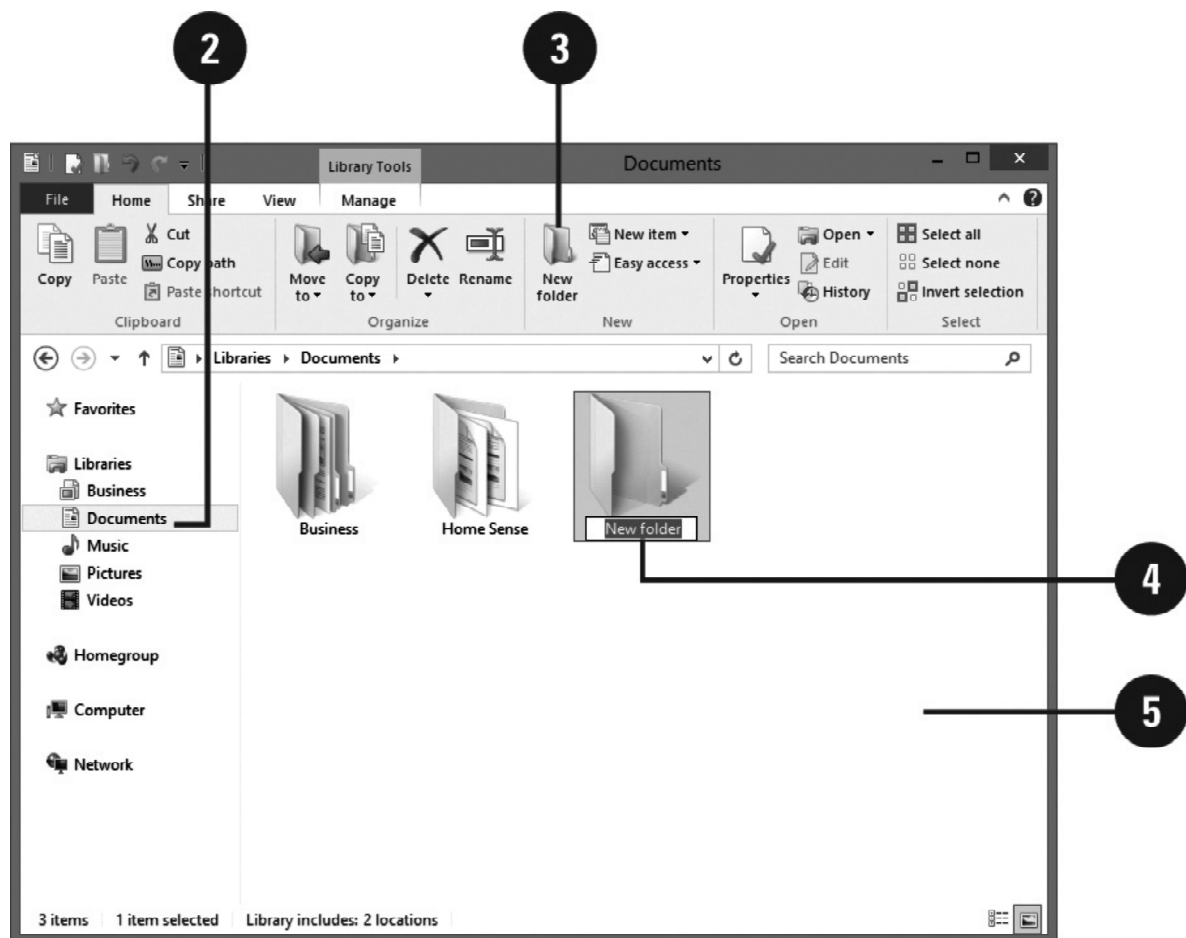 2
3
Library Tools
Documents
File
Home
Share
View
Manage
Copy
Paste
Cut
Copy path
Paste shortcut
Clipboard
Move to
Copy to
Delete
Rename
Organize
New folder
New item
Easy access
New
Properties
Open
Edit
History
Open
Select all
Select none
Invert selection
Select
Libraries
Documents
Search Documents
Favorites
Libraries
Business
Documents
Music
Pictures
Videos
Homegroup
Computer
Network
Business
Home Sense
New folder
4
5
3 items
1 item selected
Library includes: 2 locations